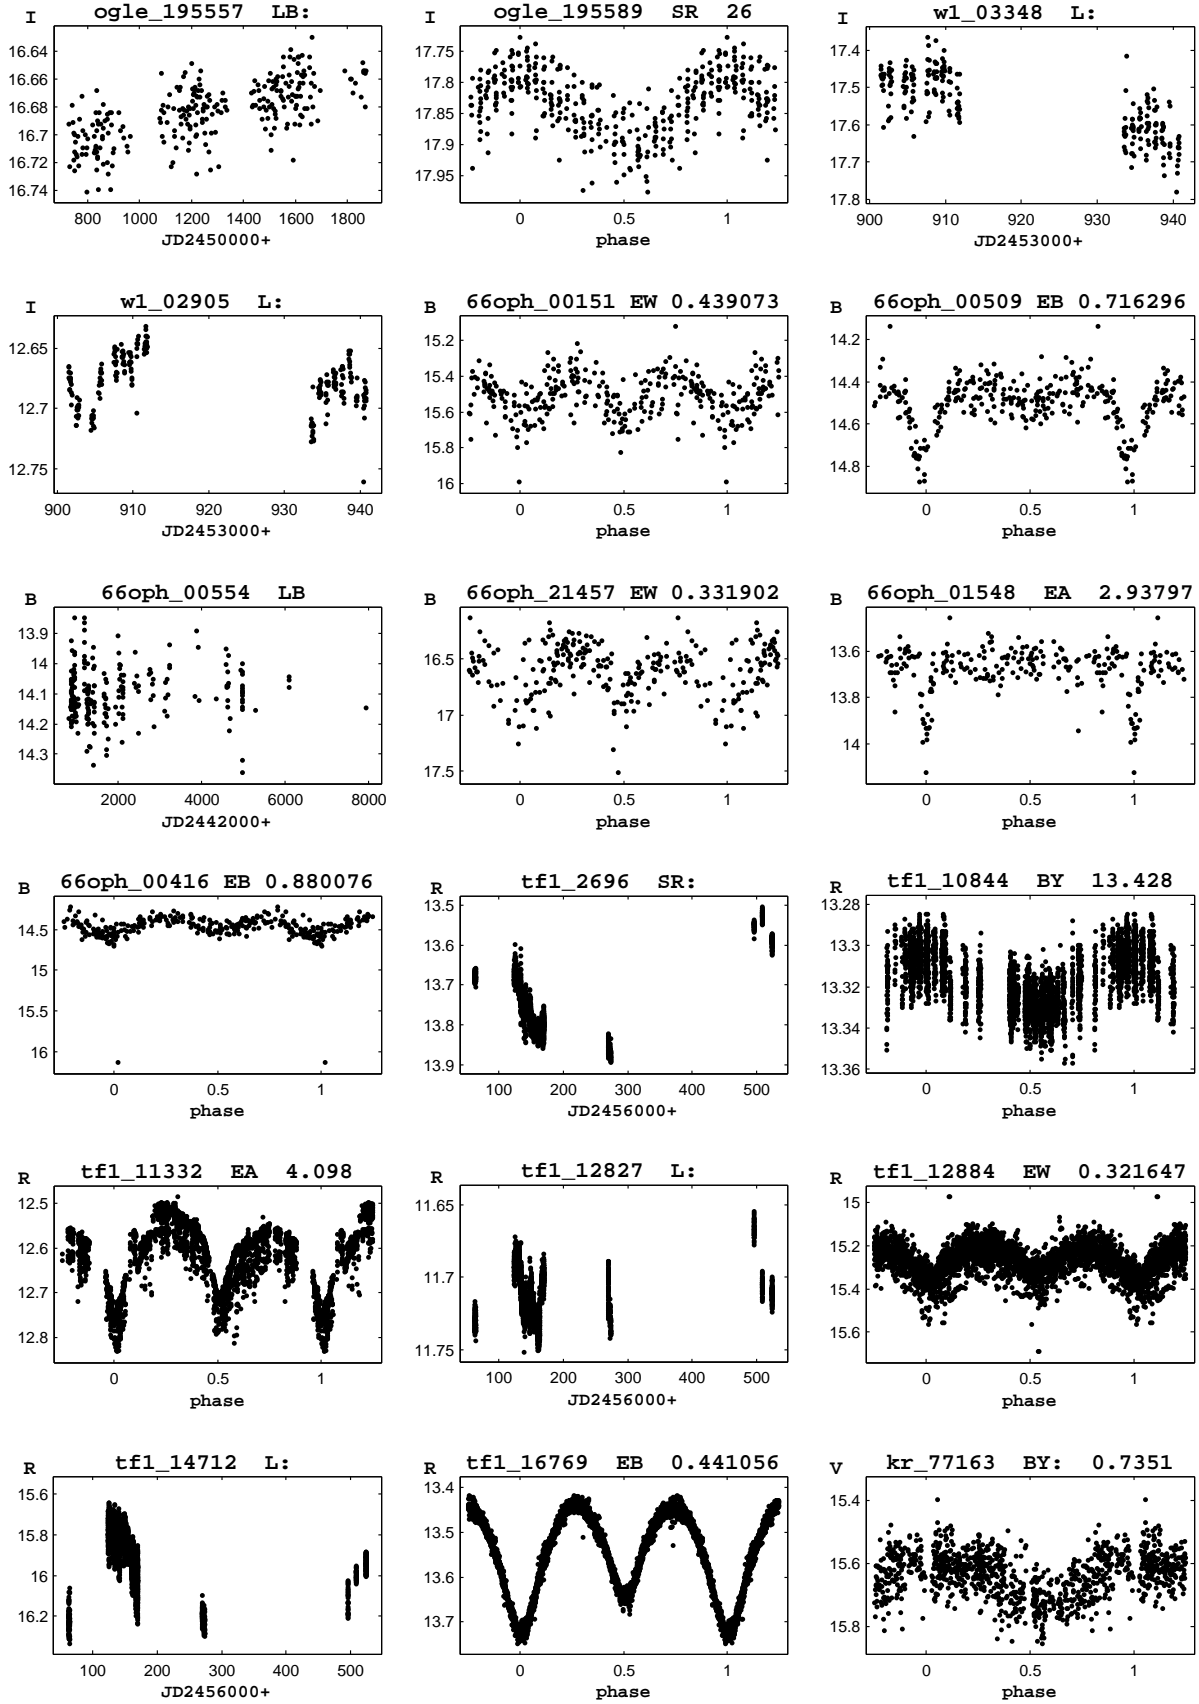 I ogle_195557 LB:
16.64
16.66
16.68
16.7
16.72
16.74
800 1000 1200 1400 1600 1800
JD2450000+
I ogle_195589 SR 26
17.75
17.8
17.85
17.9
17.95
0 0.5 1
phase
I w1_03348 L:
17.4
17.5
17.6
17.7
17.8
900 910 920 930 940
JD2453000+
I w1_02905 L:
12.65
12.7
12.75
900 910 920 930 940
JD2453000+
B 66oph_00151 EW 0.439073
15.2
15.4
15.6
15.8
16
0 0.5 1
phase
B 66oph_00509 EB 0.716296
14.2
14.4
14.6
14.8
0 0.5 1
phase
B 66oph_00554 LB
13.9
14
14.1
14.2
14.3
2000 4000 6000 8000
JD2442000+
B 66oph_21457 EW 0.331902
16.5
17
17.5
0 0.5 1
phase
B 66oph_01548 EA 2.93797
13.6
13.8
14
0 0.5 1
phase
B 66oph_00416 EB 0.880076
14.5
15
15.5
16
0 0.5 1
phase
R tf1_2696 SR:
13.5
13.6
13.7
13.8
13.9
100 200 300 400 500
JD2456000+
R tf1_10844 BY 13.428
13.28
13.3
13.32
13.34
13.36
0 0.5 1
phase
R tf1_11332 EA 4.098
12.5
12.6
12.7
12.8
0 0.5 1
phase
R tf1_12827 L:
11.65
11.7
11.75
100 200 300 400 500
JD2456000+
R tf1_12884 EW 0.321647
15
15.2
15.4
15.6
0 0.5 1
phase
R tf1_14712 L:
15.6
15.8
16
16.2
100 200 300 400 500
JD2456000+
R tf1_16769 EB 0.441056
13.4
13.5
13.6
13.7
0 0.5 1
phase
V kr_77163 BY: 0.7351
15.4
15.6
15.8
0 0.5 1
phase